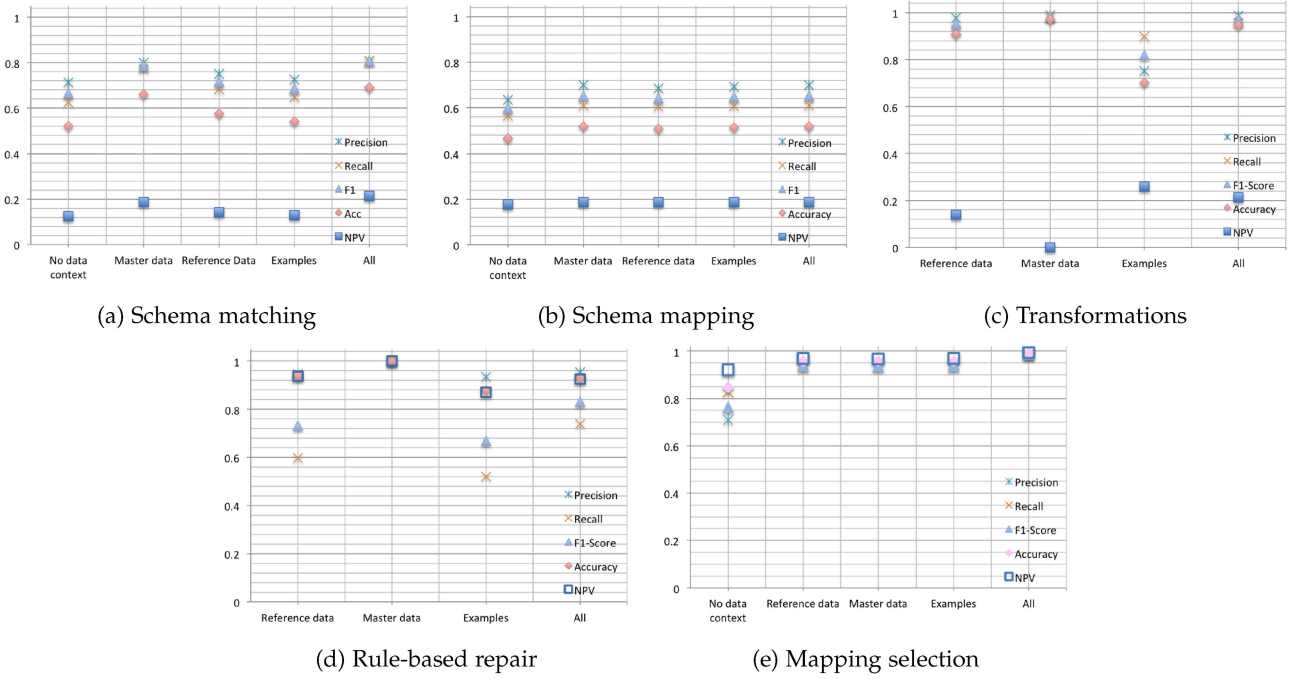 1
0.8
0.6
0.4
0.2
0
Precision
Recall
F1
Acc
NPV
No data context
Master data
Reference Data
Examples
All
(a) Schema matching
1
0.8
0.6
0.4
0.2
0
Precision
Recall
F1
Accuracy
NPV
No data context
Master data
Reference data
Examples
All
(b) Schema mapping
1
0.8
0.6
0.4
0.2
0
Precision
Recall
F1-Score
Accuracy
NPV
Reference data
Master data
Examples
All
(c) Transformations
1
0.8
0.6
0.4
0.2
0
Precision
Recall
F1-Score
Accuracy
NPV
Reference data
Master data
Examples
All
(d) Rule-based repair
1
0.8
0.6
0.4
0.2
0
Precision
Recall
F1-Score
Accuracy
NPV
No data context
Reference data
Master data
Examples
All
(e) Mapping selection